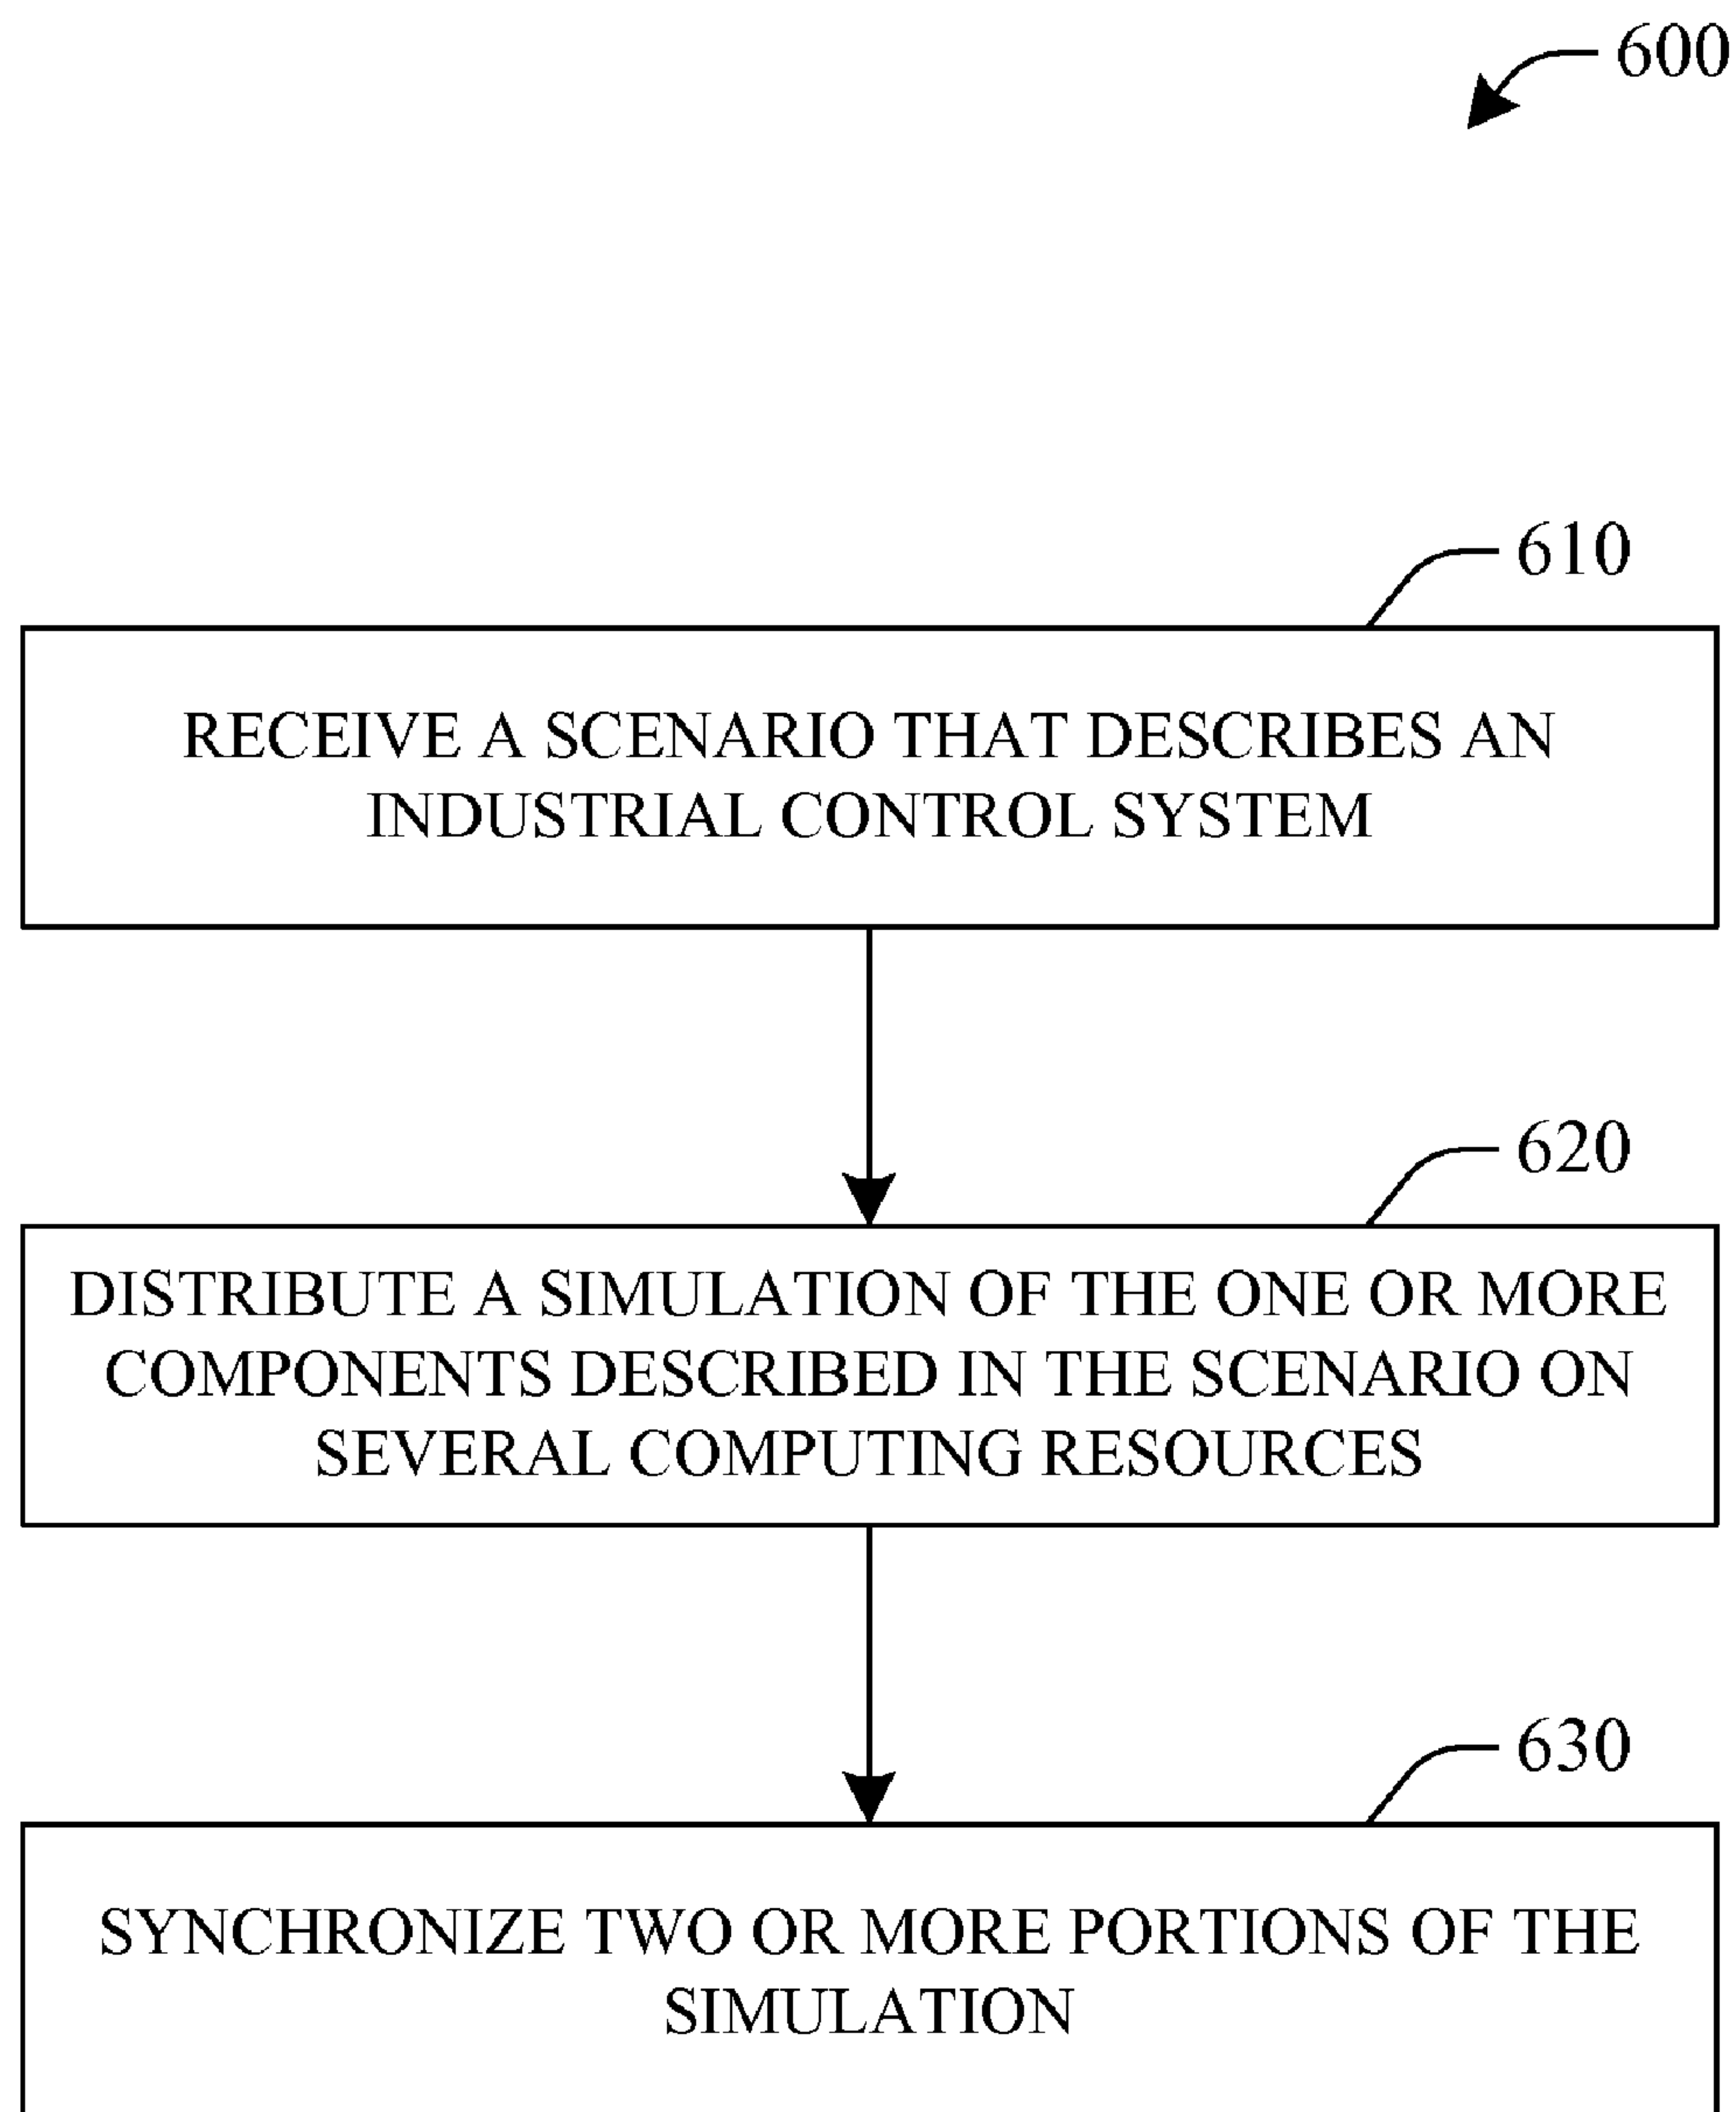 600
610
RECEIVE A SCENARIO THAT DESCRIBES AN
INDUSTRIAL CONTROL SYSTEM
620
DISTRIBUTE A SIMULATION OF THE ONE OR MORE
COMPONENTS DESCRIBED IN THE SCENARIO ON
SEVERAL COMPUTING RESOURCES
630
SYNCHRONIZE TWO OR MORE PORTIONS OF THE
SIMULATION